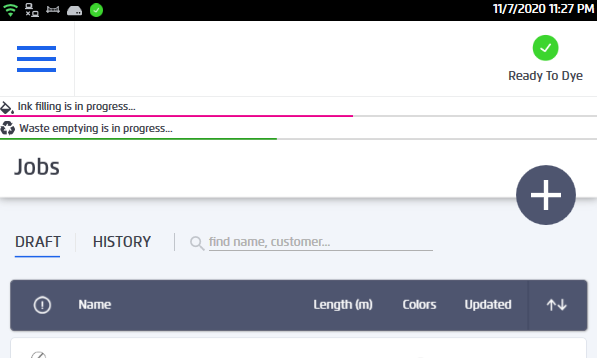 11/7/2020 11:27 PM
Ready To Dye
Ink filling is in progress...
Waste emptying is in progress...
Jobs
DRAFT HISTORY find name, customer...
Name Length (m) Colors Updated